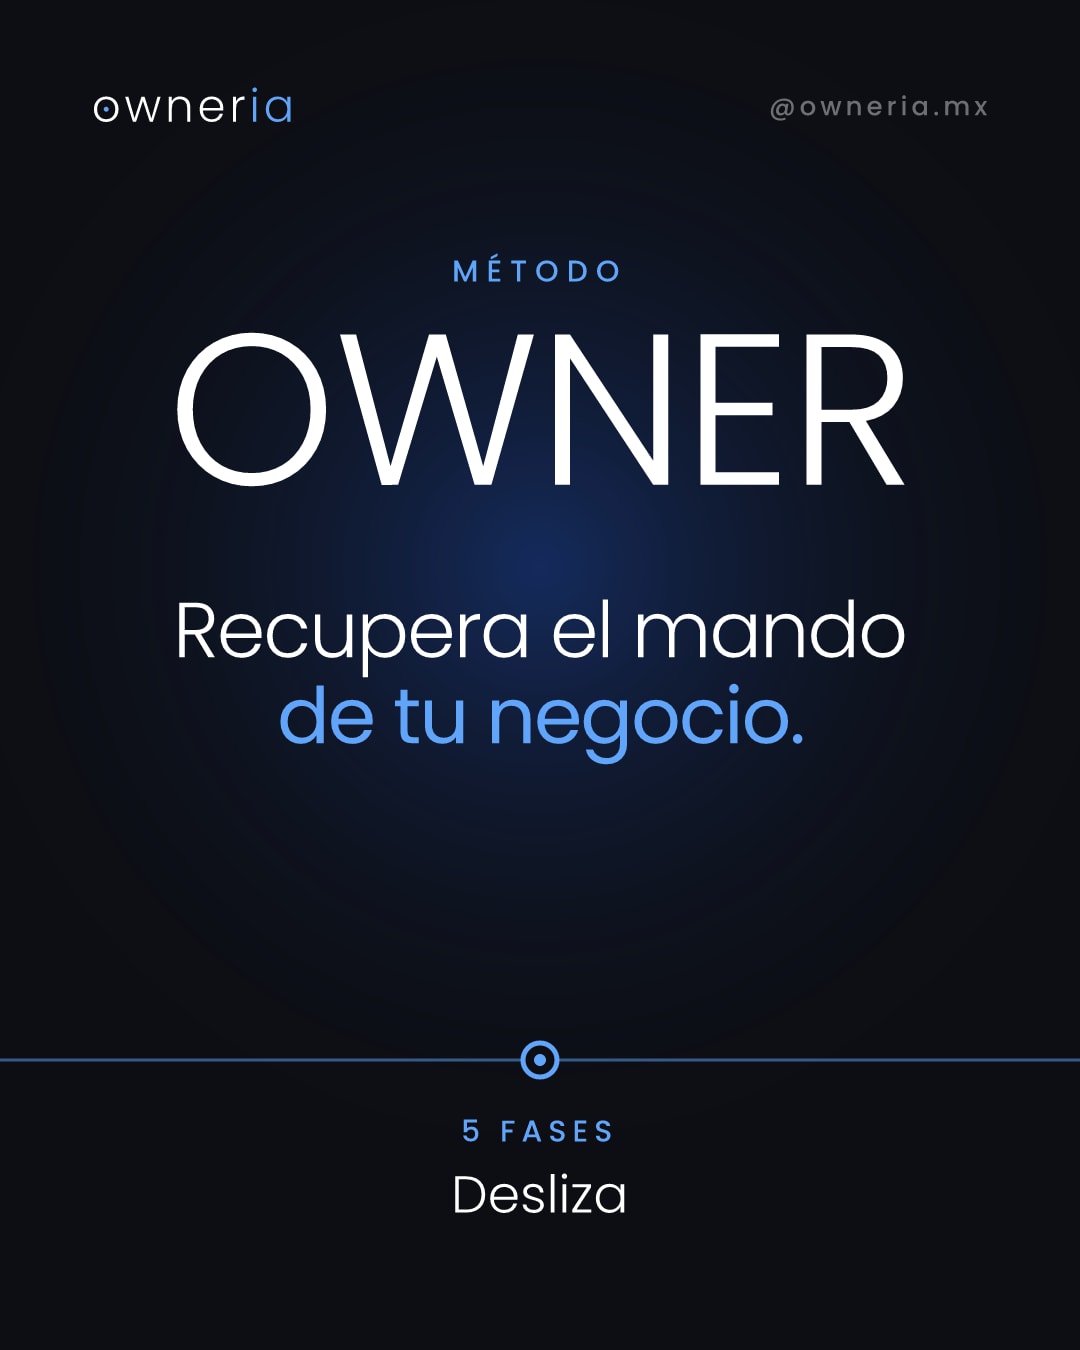 owneria
@owneria.mx
MÉTODO
OWNER
Recupera el mando
de tu negocio.
5 FASES
Desliza